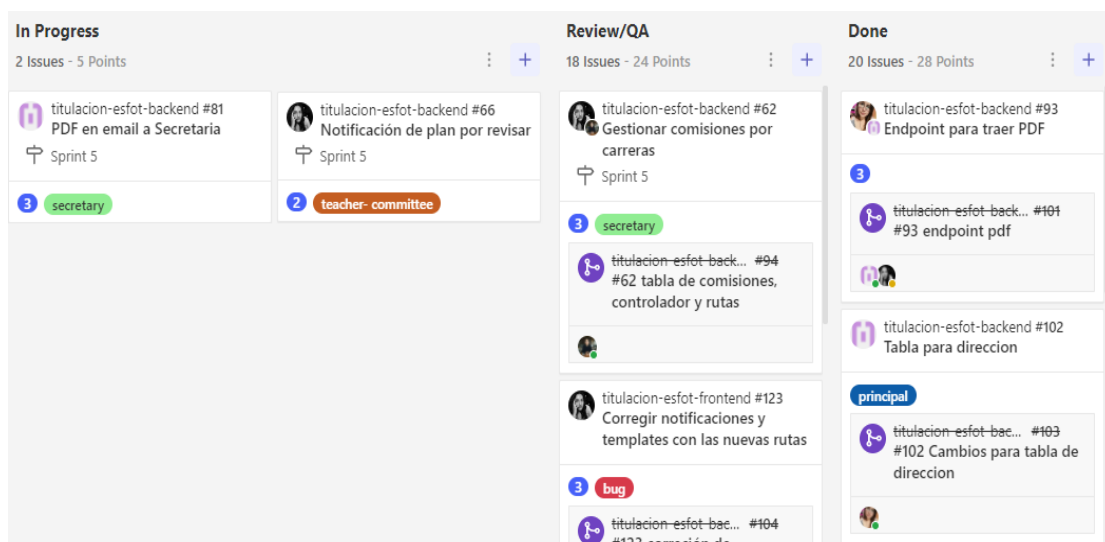 In Progress
2 Issues - 5 Points
+
titulacion-esfot-backend #81
PDF en email a Secretaria
Sprint 5
3 secretary
titulacion-esfot-backend #66
Notificación de plan por revisar
Sprint 5
2 teacher- committee
Review/QA
18 Issues - 24 Points
+
titulacion-esfot-backend #62
Gestionar comisiones por
carreras
Sprint 5
3 secretary
titulacion-esfot-back... #94
#62 tabla de comisiones,
controlador y rutas
titulacion-esfot-frontend #123
Corregir notificaciones y
templates con las nuevas rutas
3 bug
titulacion-esfot-bac... #104
#123 correción de
Done
20 Issues - 28 Points
+
titulacion-esfot-backend #93
Endpoint para traer PDF
3
titulacion-esfot-back... #101
#93 endpoint pdf
titulacion-esfot-backend #102
Tabla para direccion
principal
titulacion-esfot-bac... #103
#102 Cambios para tabla de
direccion